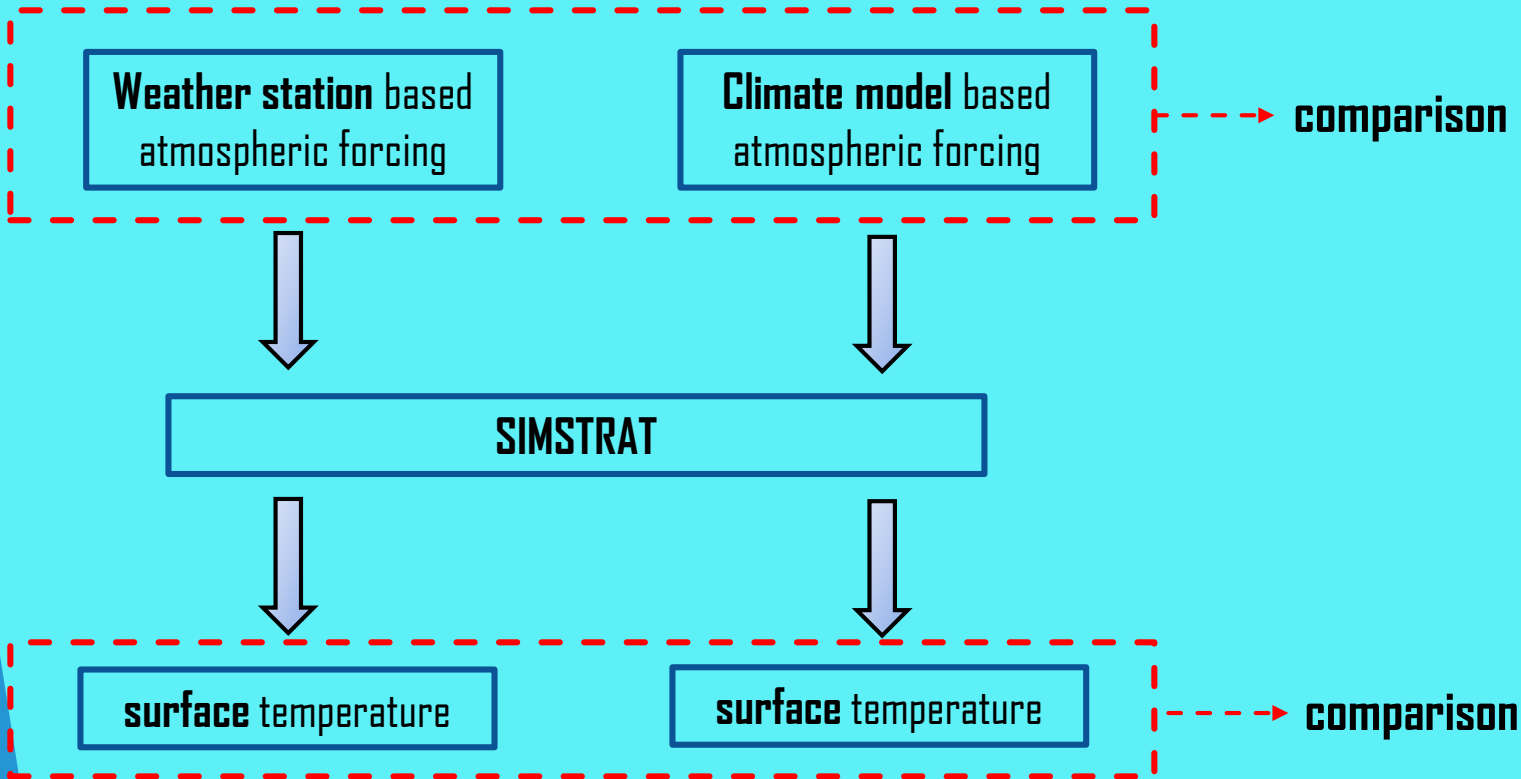 Weather station based
atmospheric forcing
Climate model based
atmospheric forcing
comparison
SIMSTRAT
surface temperature
surface temperature
comparison